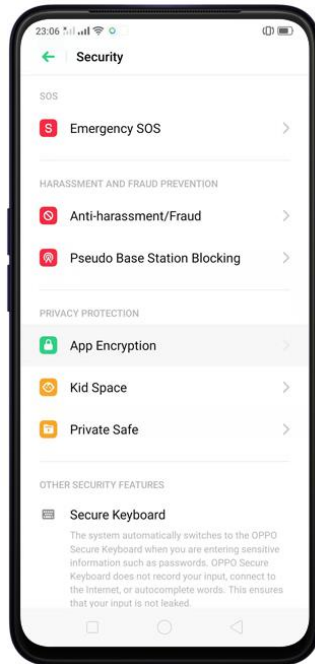 23:06
Security
SOS
S Emergency SOS
HARASSMENT AND FRAUD PREVENTION
Anti-harassment/Fraud
Pseudo Base Station Blocking
PRIVACY PROTECTION
App Encryption
Kid Space
Private Safe
OTHER SECURITY FEATURES
Secure Keyboard
The system automatically switches to the OPPO
Secure Keyboard when you are entering sensitive
information such as passwords. OPPO Secure
Keyboard does not record your input, connect to
the Internet, or autocomplete words. This ensures
that your input is not leaked.